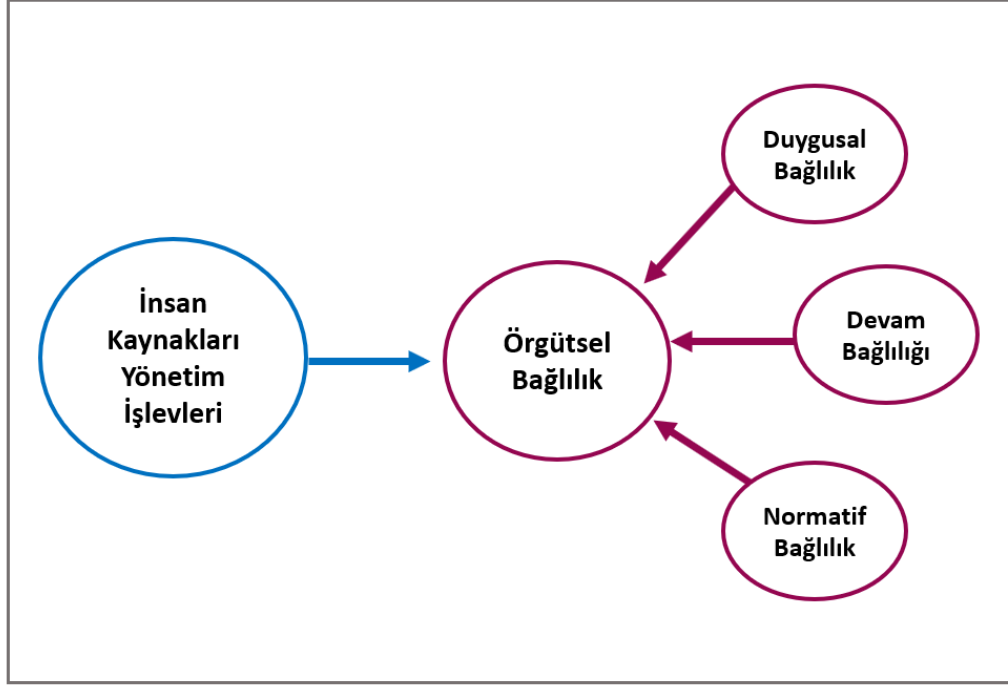 İnsan
Kaynakları
Yönetim
İşlevleri
Örgütsel
Bağlılık
Duygusal
Bağlılık
Devam
Bağlılığı
Normatif
Bağlılık